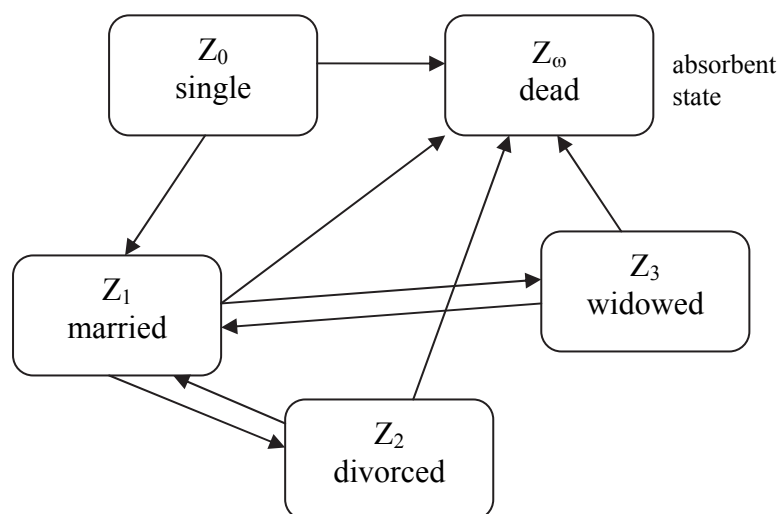 Z₀
single
Zω
dead
absorbent
state
Z₁
married
Z₃
widowed
Z₂
divorced